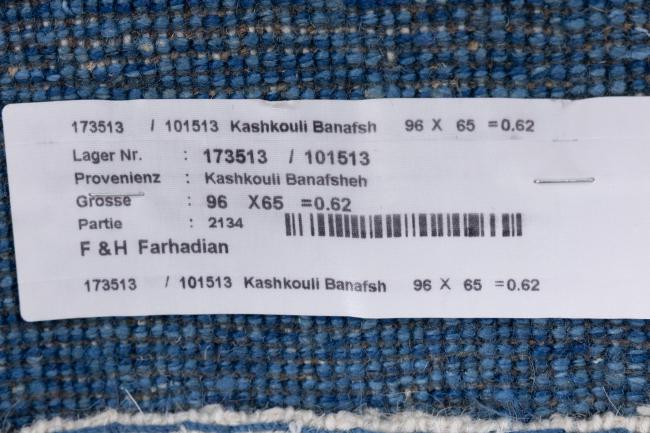 173513 / 101513 Kashkouli Banafsh 96 X 65 =0.62
Lager Nr. : 173513 / 101513
Provenienz : Kashkouli Banafsheh
Grosse : 96 X65 =0.62
Partie : 2134
F & H Farhadian
173513 / 101513 Kashkouli Banafsh 96 X 65 =0.62